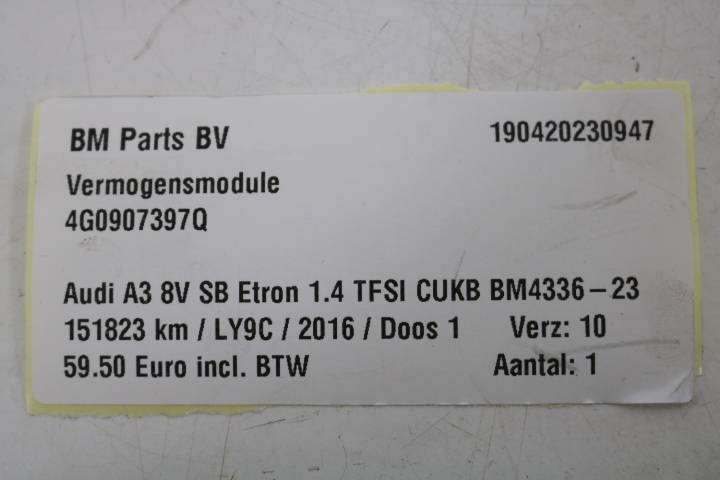 BM Parts BV 190420230947
Vermogensmodule
4G0907397Q
Audi A3 8V SB Etron 1.4 TFSI CUKB BM4336-23
151823 km / LY9C / 2016 / Doos 1 Verz: 10
59.50 Euro incl. BTW Aantal: 1